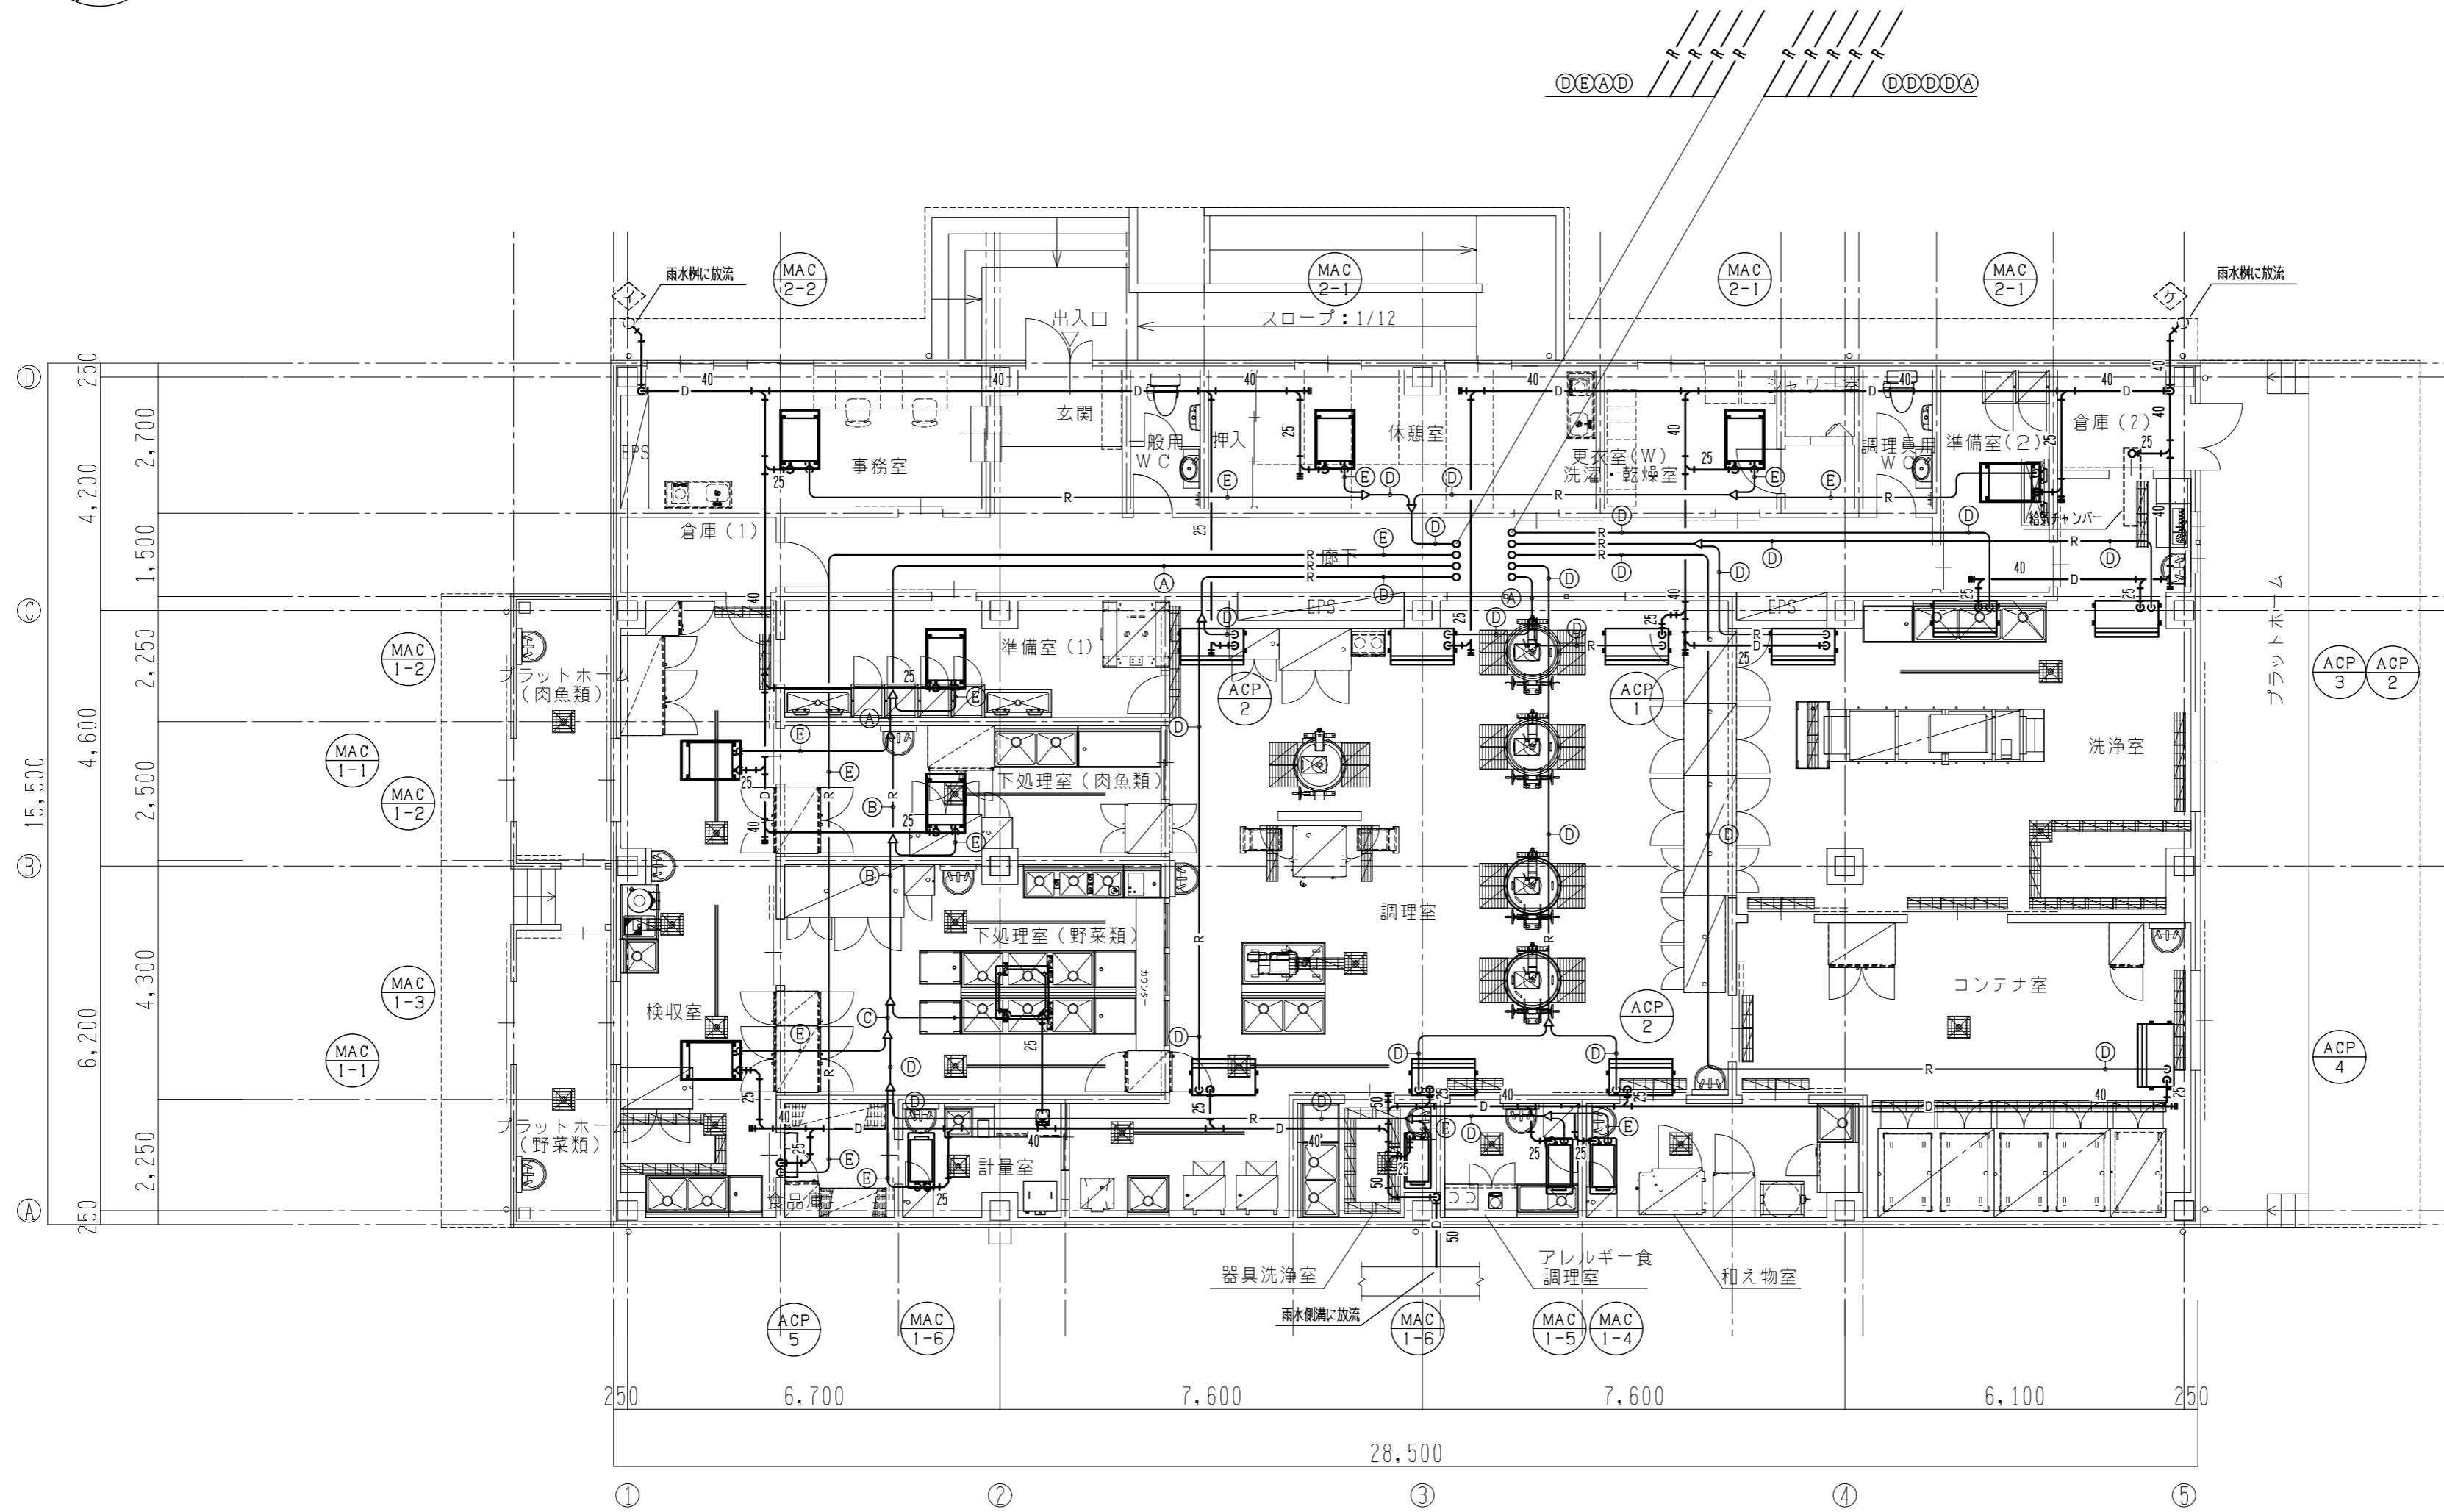 ⒹⒺⒶⒹ
R R R R
R R R R R
ⒹⒹⒹⒹⒶ
雨水桝に放流
MAC 2-2
MAC 2-1
MAC 2-1
MAC 2-1
雨水桝に放流
イ
ケ
出入口
スロープ：1/12
Ⓓ
Ⓒ
Ⓑ
Ⓐ
250
2,700
4,200
1,500
2,250
4,600
2,500
15,500
4,300
6,200
2,250
250
EPS
事務室
玄関
一般用
WC
押入
休憩室
更衣室(W)
洗濯・乾燥室
シャワー室
調理員用
WC
準備室(2)
倉庫(2)
給気チャンバー
倉庫(1)
廊下
EPS
EPS
プラットホーム
プラットホーム
(肉魚類)
準備室(1)
MAC 1-2
MAC 1-1
MAC 1-2
MAC 1-3
MAC 1-1
ACP 2
ACP 1
ACP 3
ACP 2
ACP 2
ACP 4
下処理室(肉魚類)
洗浄室
下処理室(野菜類)
カウンター
調理室
コンテナ室
検収室
プラットホーム
(野菜類)
食品庫
計量室
器具洗浄室
アレルギー食
調理室
和え物室
雨水側溝に放流
ACP 5
MAC 1-6
MAC 1-6
MAC 1-5
MAC 1-4
250
6,700
7,600
7,600
6,100
250
28,500
①
②
③
④
⑤